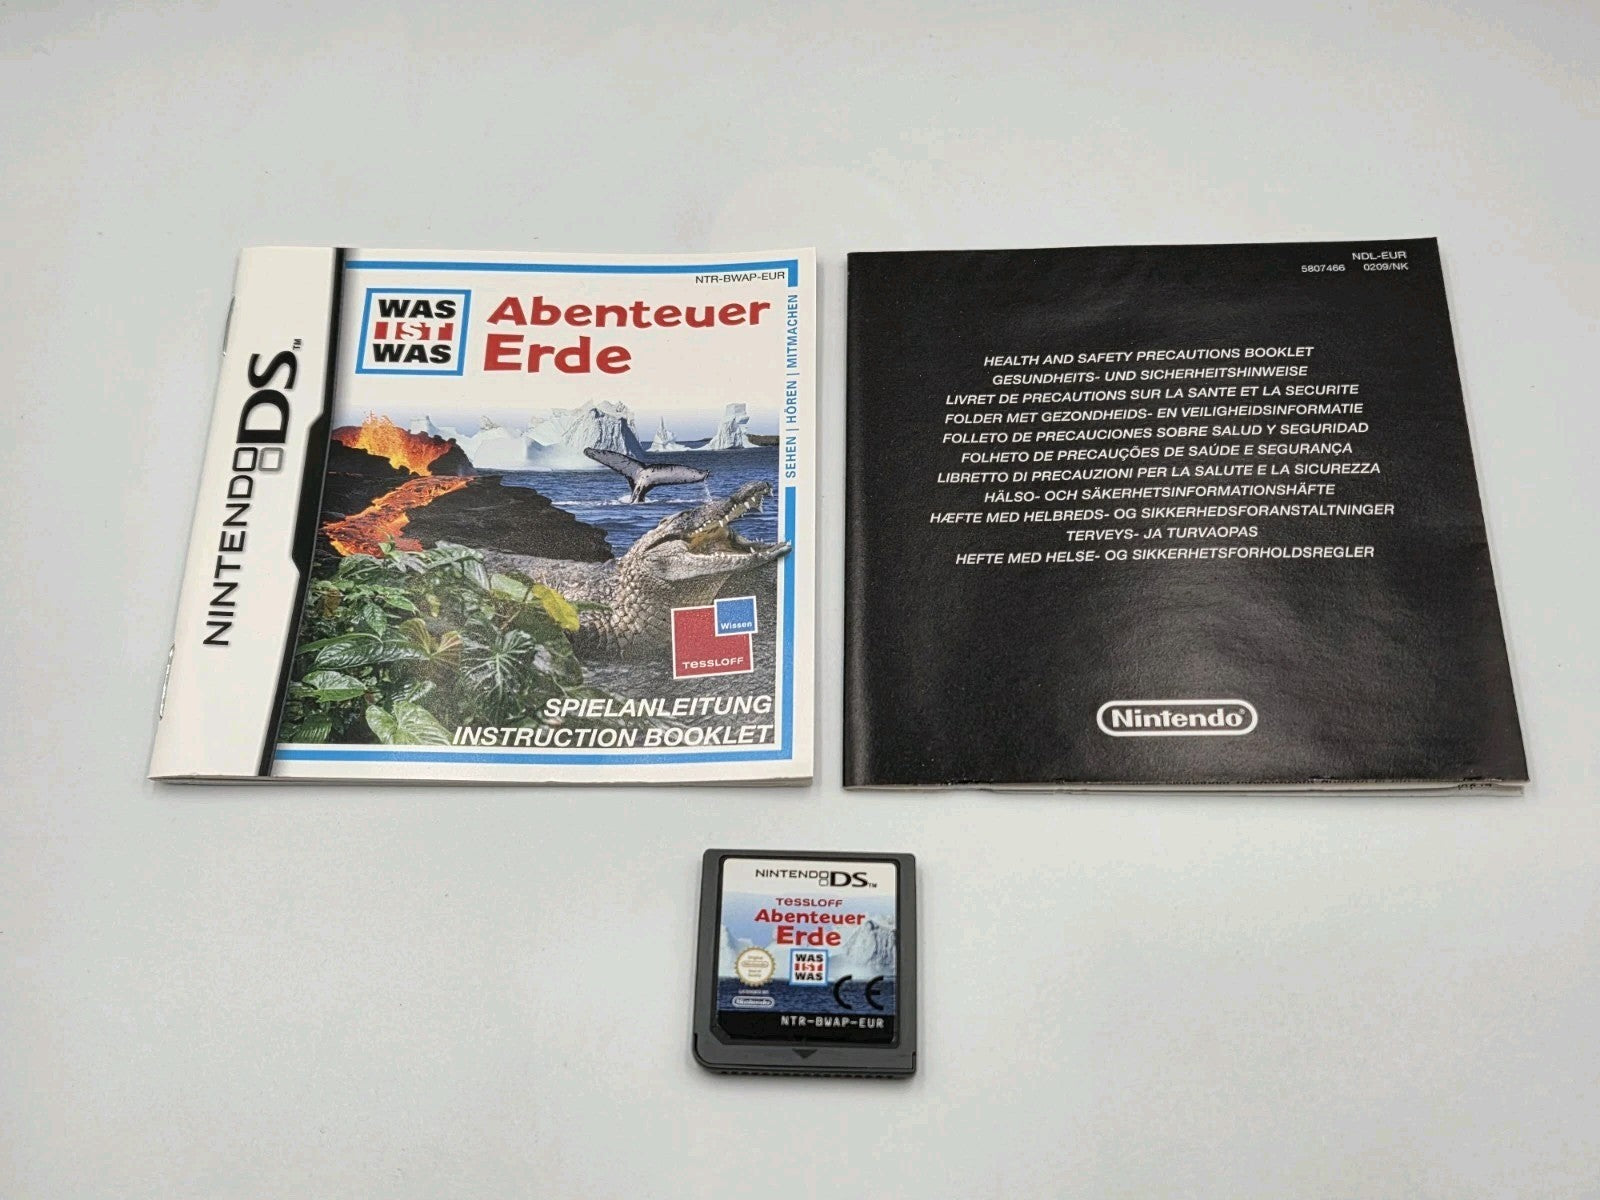 NINTENDODS™
NTR-BWAP-EUR
WAS
IST
WAS
Abenteuer
Erde
SEHEN | HÖREN | MITMACHEN
Wissen
TESSLOFF
SPIELANLEITUNG
INSTRUCTION BOOKLET
NDL-EUR
5807466 0209/NK
HEALTH AND SAFETY PRECAUTIONS BOOKLET
GESUNDHEITS- UND SICHERHEITSHINWEISE
LIVRET DE PRECAUTIONS SUR LA SANTE ET LA SECURITE
FOLDER MET GEZONDHEIDS- EN VEILIGHEIDSINFORMATIE
FOLLETO DE PRECAUCIONES SOBRE SALUD Y SEGURIDAD
FOLHETO DE PRECAUÇÕES DE SAÚDE E SEGURANÇA
LIBRETTO DI PRECAUZIONI PER LA SALUTE E LA SICUREZZA
HÄLSO- OCH SÄKERHETSINFORMATIONSHÄFTE
HÆFTE MED HELBREDS- OG SIKKERHEDSFORANSTALTNINGER
TERVEYS- JA TURVAOPAS
HEFTE MED HELSE- OG SIKKERHETSFORHOLDSREGLER
Nintendo®
NINTENDODS™
TESSLOFF
Abenteuer
Erde
WAS
IST
WAS
Nintendo
CE
NTR-BWAP-EUR